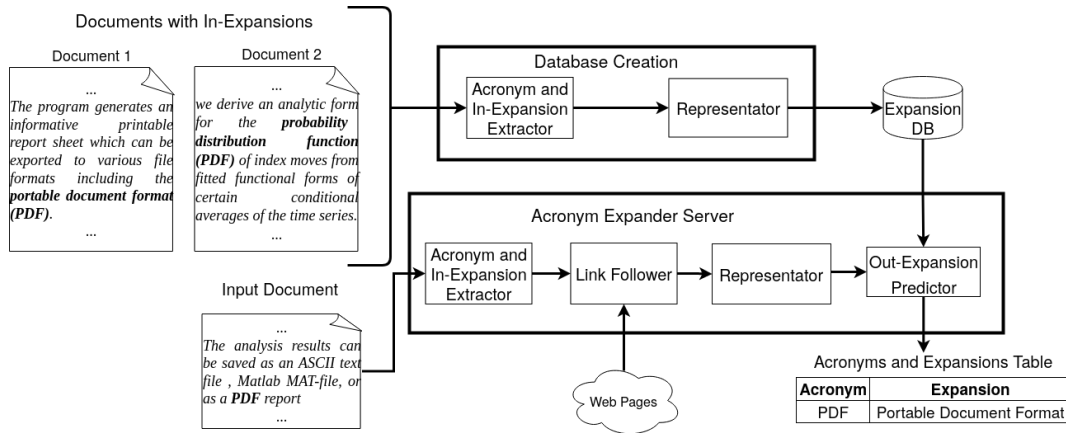 Documents with In-Expansions
Document 1
...
The program generates an
informative printable
report sheet which can be
exported to various file
formats including the
portable document format
(PDF).
...
Document 2
...
we derive an analytic form
for the probability
distribution function
(PDF) of index moves from
fitted functional forms of
certain conditional
averages of the time series.
...
Database Creation
Acronym and
In-Expansion
Extractor
Representator
Expansion
DB
Input Document
...
The analysis results can
be saved as an ASCII text
file , Matlab MAT-file, or
as a PDF report
...
Acronym Expander Server
Acronym and
In-Expansion
Extractor
Link Follower
Representator
Out-Expansion
Predictor
Web Pages
Acronyms and Expansions Table
Acronym Expansion
PDF Portable Document Format